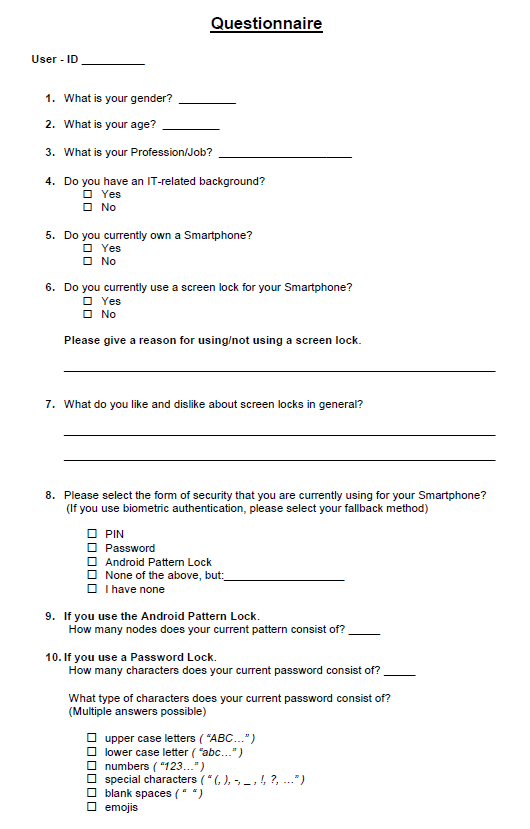 Questionnaire
User - ID __________
1. What is your gender? _________
2. What is your age? _________
3. What is your Profession/Job? _____________________
4. Do you have an IT-related background?
☐ Yes
☐ No
5. Do you currently own a Smartphone?
☐ Yes
☐ No
6. Do you currently use a screen lock for your Smartphone?
☐ Yes
☐ No
Please give a reason for using/not using a screen lock.
7. What do you like and dislike about screen locks in general?
8. Please select the form of security that you are currently using for your Smartphone?
(If you use biometric authentication, please select your fallback method)
☐ PIN
☐ Password
☐ Android Pattern Lock
☐ None of the above, but:___________________
☐ I have none
9. If you use the Android Pattern Lock.
How many nodes does your current pattern consist of? _____
10. If you use a Password Lock.
How many characters does your current password consist of? _____
What type of characters does your current password consist of?
(Multiple answers possible)
☐ upper case letters ( “ABC…” )
☐ lower case letter ( “abc…” )
☐ numbers ( “123…” )
☐ special characters ( “ (, ), -, _ , !, ?, …” )
☐ blank spaces ( “  “ )
☐ emojis